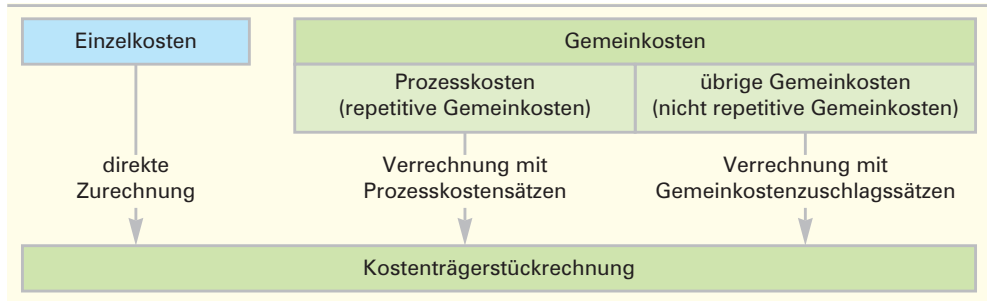 Einzelkosten
Gemeinkosten
Prozesskosten
(repetitive Gemeinkosten)
übrige Gemeinkosten
(nicht repetitive Gemeinkosten)
direkte
Zurechnung
Verrechnung mit
Prozesskostensätzen
Verrechnung mit
Gemeinkostenzuschlagssätzen
Kostenträgerstückrechnung